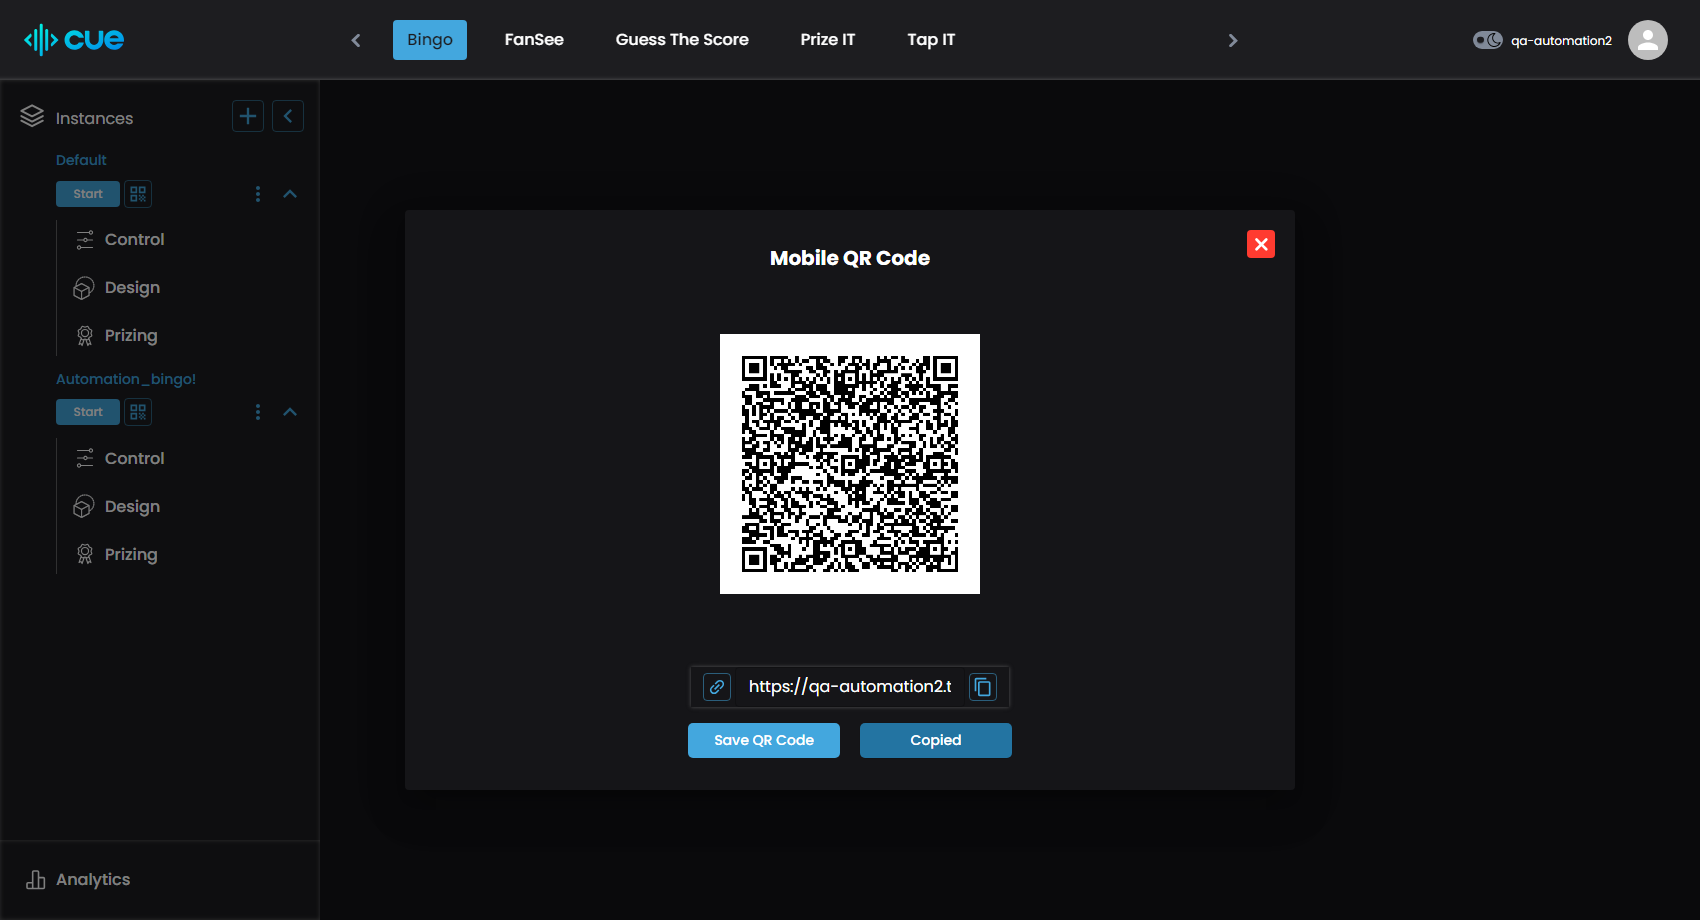 cue
Bingo
FanSee
Guess The Score
Prize IT
Tap IT
qa-automation2
Instances
Default
Start
Control
Design
Prizing
Automation_bingo!
Start
Control
Design
Prizing
Analytics
Mobile QR Code
https://qa-automation2.t
Save QR Code
Copied